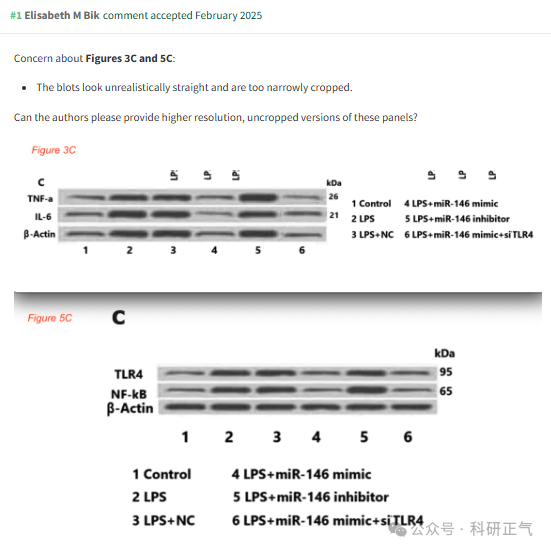 #1 Elisabeth M Bik comment accepted February 2025
Concern about Figures 3C and 5C:
• The blots look unrealistically straight and are too narrowly cropped.
Can the authors please provide higher resolution, uncropped versions of these panels?
Figure 3C
C
kDa
TNF-a 26
IL-6 21
β-Actin
1 2 3 4 5 6
1 Control 4 LPS+miR-146 mimic
2 LPS 5 LPS+miR-146 inhibitor
3 LPS+NC 6 LPS+miR-146 mimic+siTLR4
Figure 5C
C
kDa
TLR4 95
NF-kB 65
β-Actin
1 2 3 4 5 6
1 Control 4 LPS+miR-146 mimic
2 LPS 5 LPS+miR-146 inhibitor
3 LPS+NC 6 LPS+miR-146 mimic+siTLR4
公众号 · 科研正气